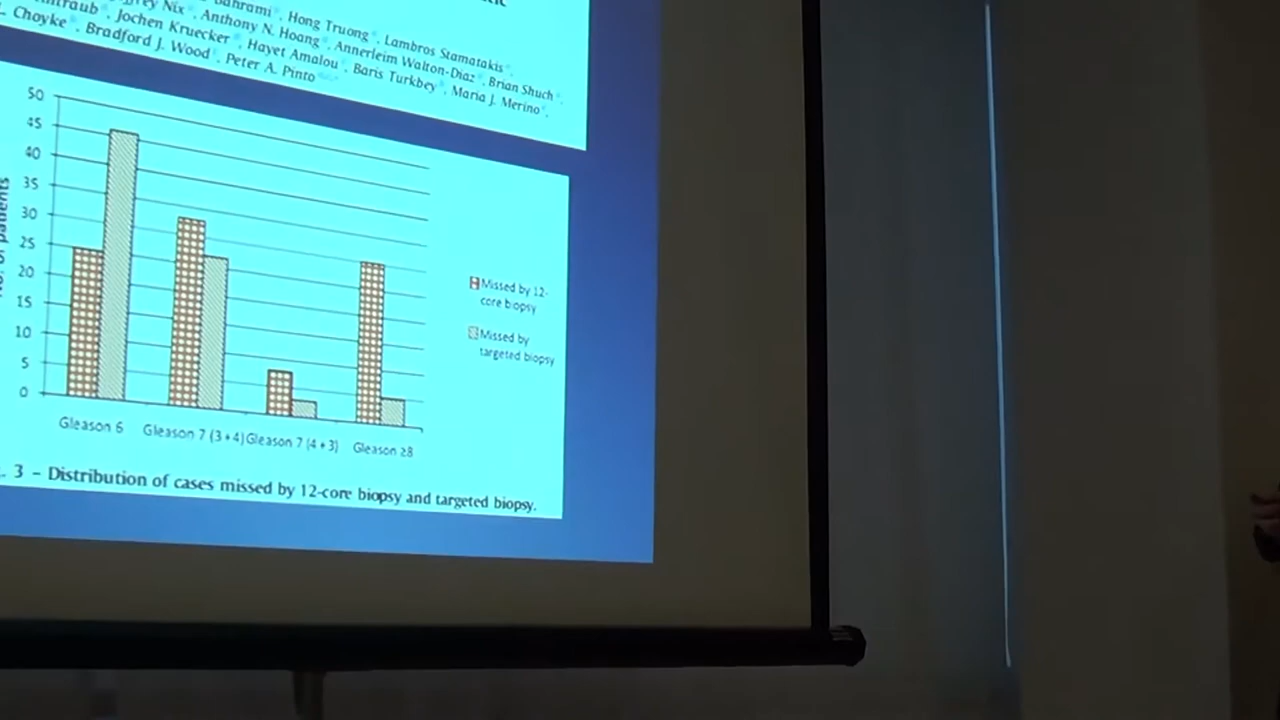 Bahrami, Hong Truong, Lambros Stamatakis,
Nix, Anthony N. Hoang, Annerleim Walton-Diaz, Brian Shuch,
Jochen Kruecker, Hayet Amalou, Baris Turkbey, Maria J. Merino,
Choyke, Bradford J. Wood, Peter A. Pinto
50
45
40
35
30
25
20
15
10
5
0
patients
Gleason 6 Gleason 7 (3+4) Gleason 7 (4+3) Gleason ≥8
Missed by 12-
core biopsy
Missed by
targeted biopsy
. 3 – Distribution of cases missed by 12-core biopsy and targeted biopsy.